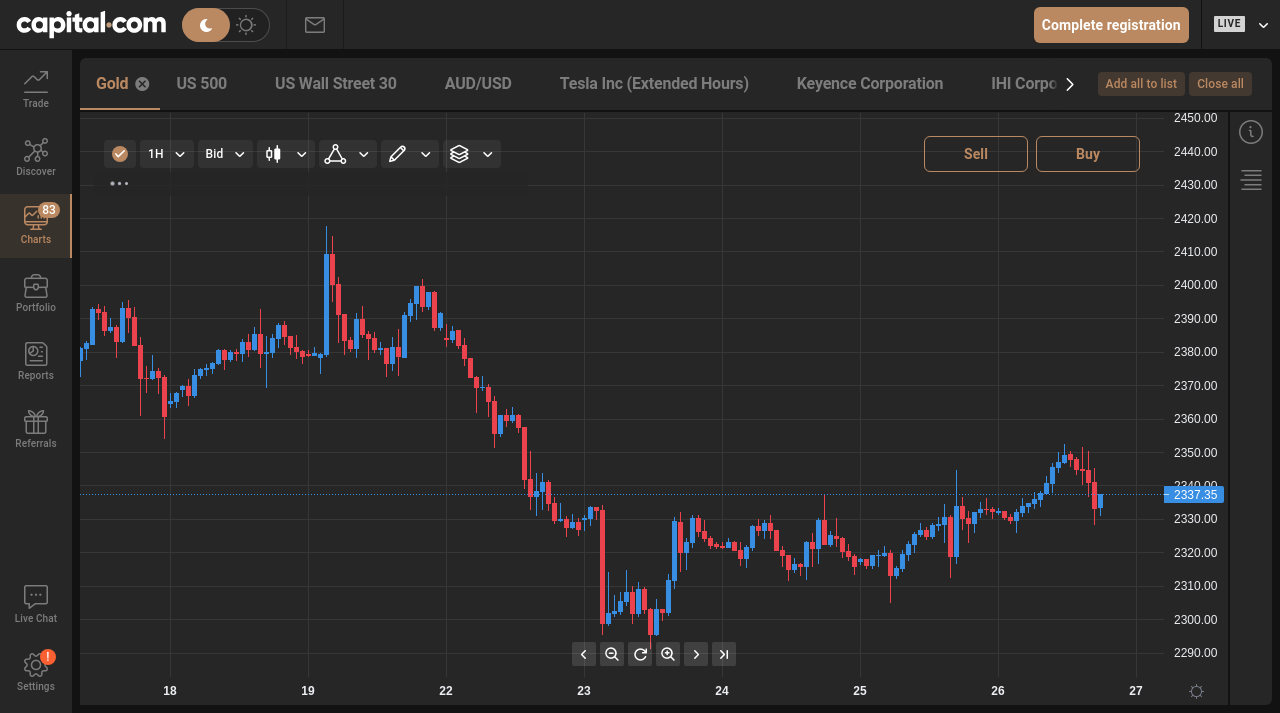 capital.com
Complete registration
LIVE
Trade
Discover
83
Charts
Portfolio
Reports
Referrals
Live Chat
!
Settings
Gold
US 500
US Wall Street 30
AUD/USD
Tesla Inc (Extended Hours)
Keyence Corporation
IHI Corpo
Add all to list
Close all
1H
Bid
Sell
Buy
2450.00
2440.00
2430.00
2420.00
2410.00
2400.00
2390.00
2380.00
2370.00
2360.00
2350.00
2340.00
2337.35
2330.00
2320.00
2310.00
2300.00
2290.00
18
19
22
23
24
25
26
27